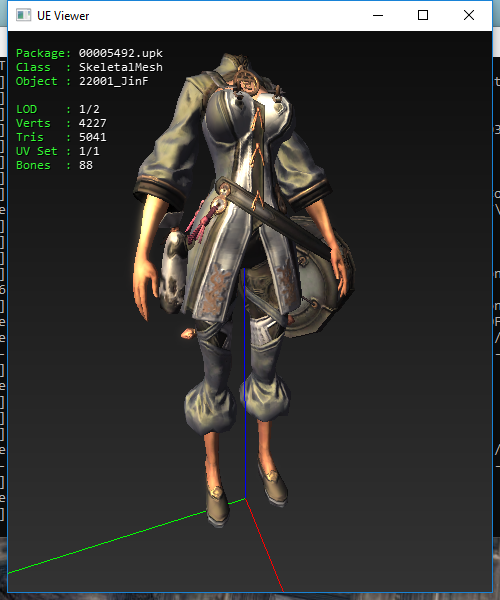 UE Viewer
Package: 00005492.upk
Class  : SkeletalMesh
Object : 22001_JinF
LOD    : 1/2
Verts  : 4227
Tris   : 5041
UV Set : 1/1
Bones  : 88